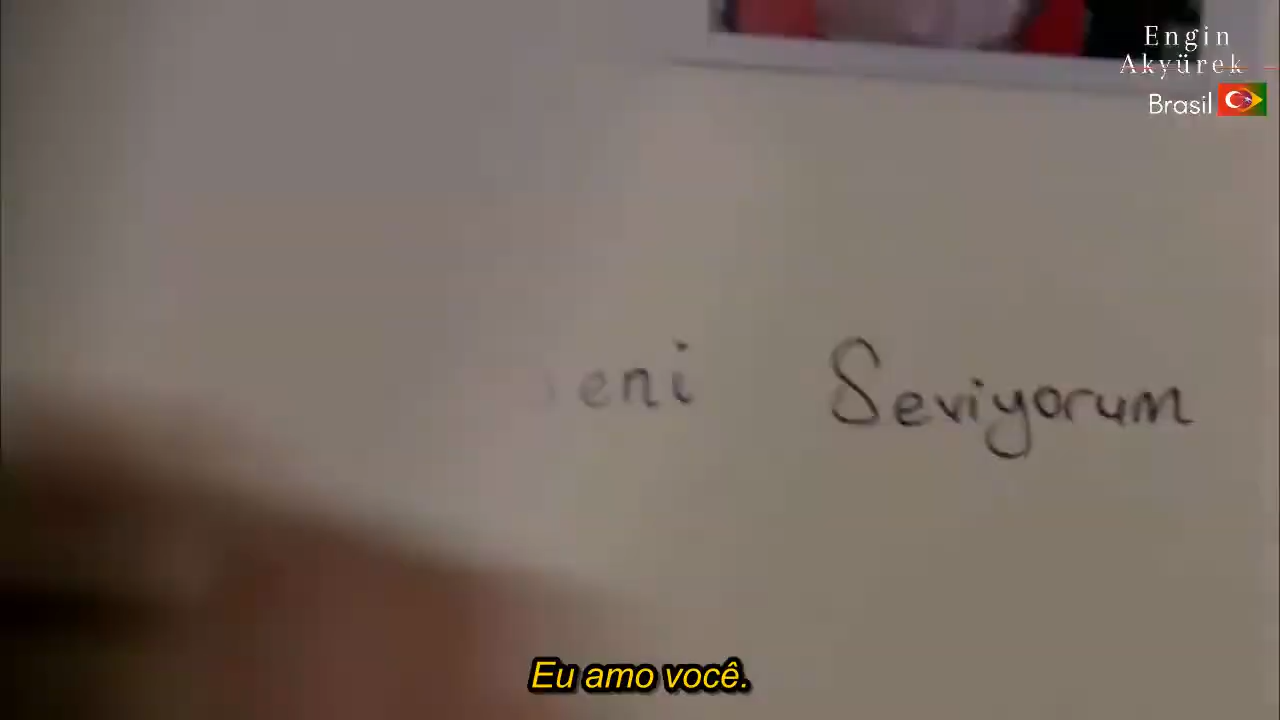 Engin
Akyürek
Brasil
eni Seviyorum
Eu amo você.